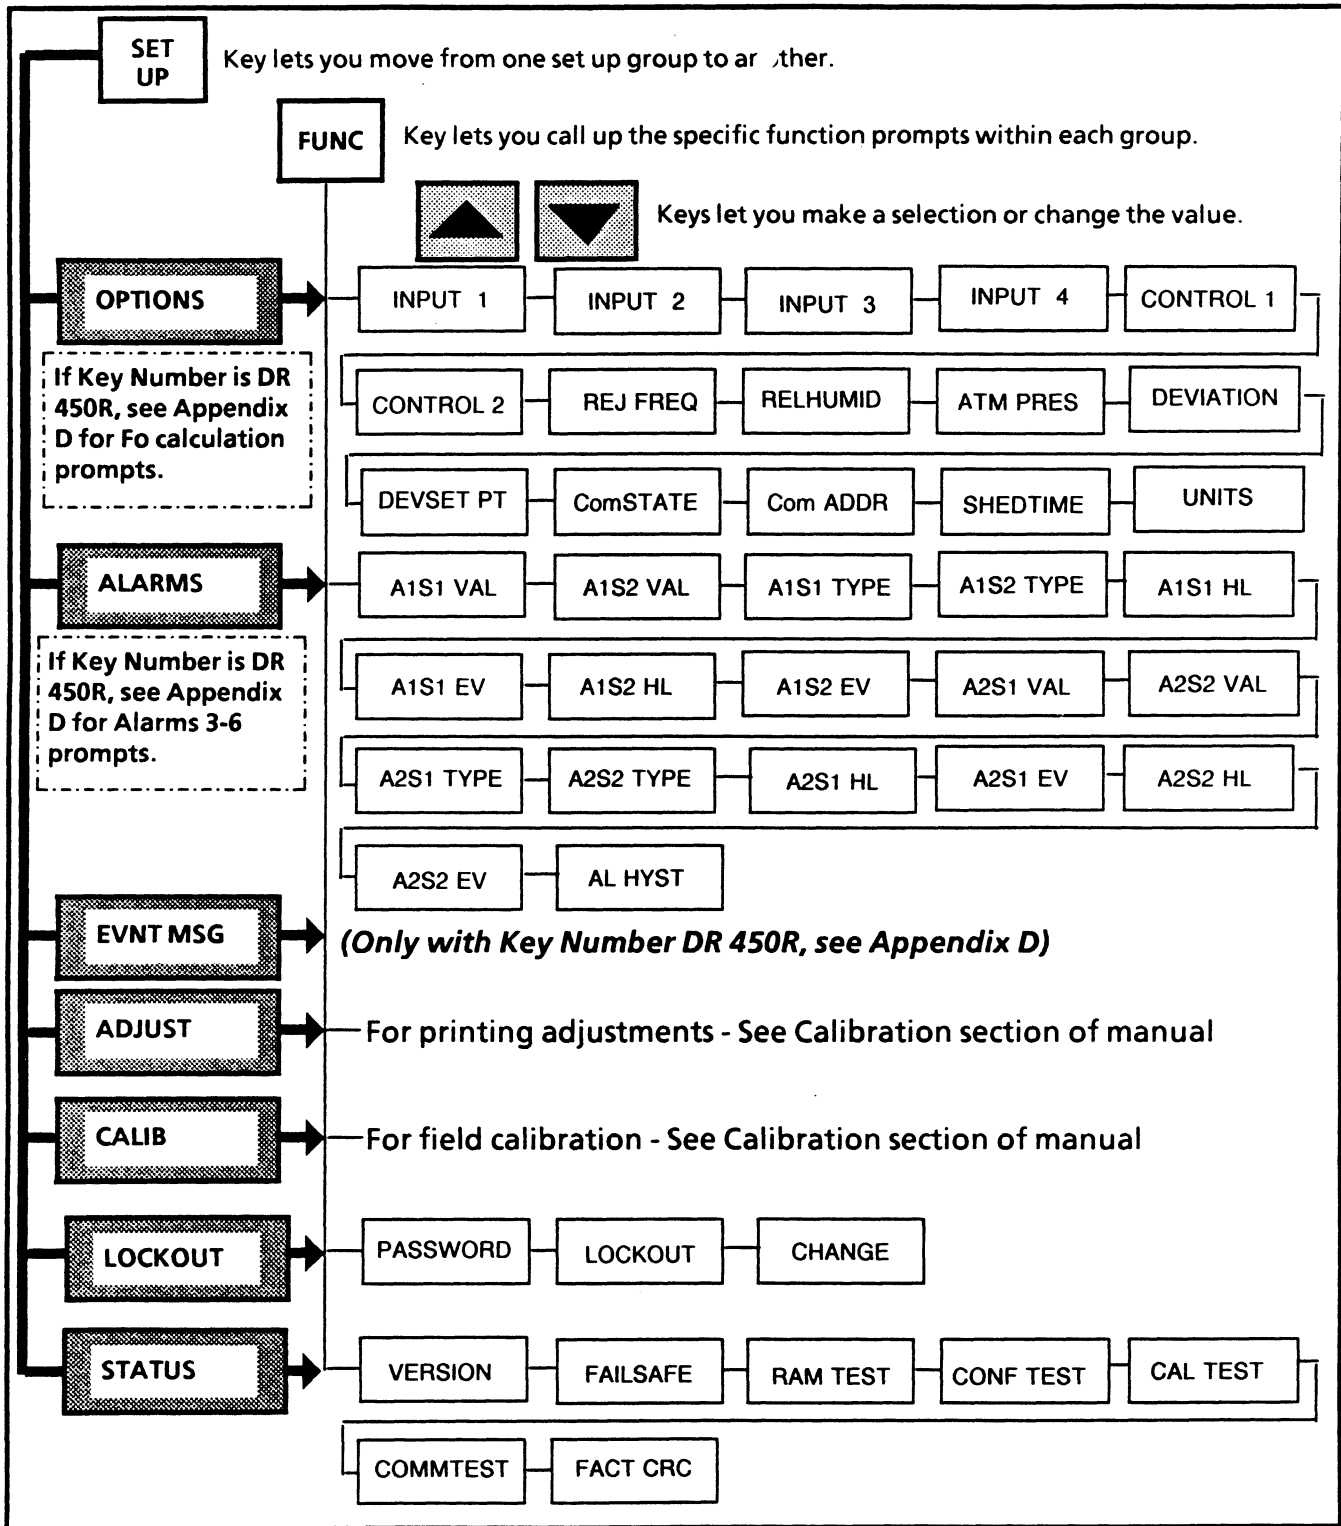 SET
UP
Key lets you move from one set up group to ar ther.
FUNC
Key lets you call up the specific function prompts within each group.
Keys let you make a selection or change the value.
OPTIONS
INPUT 1
INPUT 2
INPUT 3
INPUT 4
CONTROL 1
If Key Number is DR
450R, see Appendix
D for Fo calculation
prompts.
CONTROL 2
REJ FREQ
RELHUMID
ATM PRES
DEVIATION
DEVSET PT
ComSTATE
Com ADDR
SHEDTIME
UNITS
ALARMS
A1S1 VAL
A1S2 VAL
A1S1 TYPE
A1S2 TYPE
A1S1 HL
If Key Number is DR
450R, see Appendix
D for Alarms 3-6
prompts.
A1S1 EV
A1S2 HL
A1S2 EV
A2S1 VAL
A2S2 VAL
A2S1 TYPE
A2S2 TYPE
A2S1 HL
A2S1 EV
A2S2 HL
A2S2 EV
AL HYST
EVNT MSG
(Only with Key Number DR 450R, see Appendix D)
ADJUST
For printing adjustments - See Calibration section of manual
CALIB
For field calibration - See Calibration section of manual
LOCKOUT
PASSWORD
LOCKOUT
CHANGE
STATUS
VERSION
FAILSAFE
RAM TEST
CONF TEST
CAL TEST
COMMTEST
FACT CRC